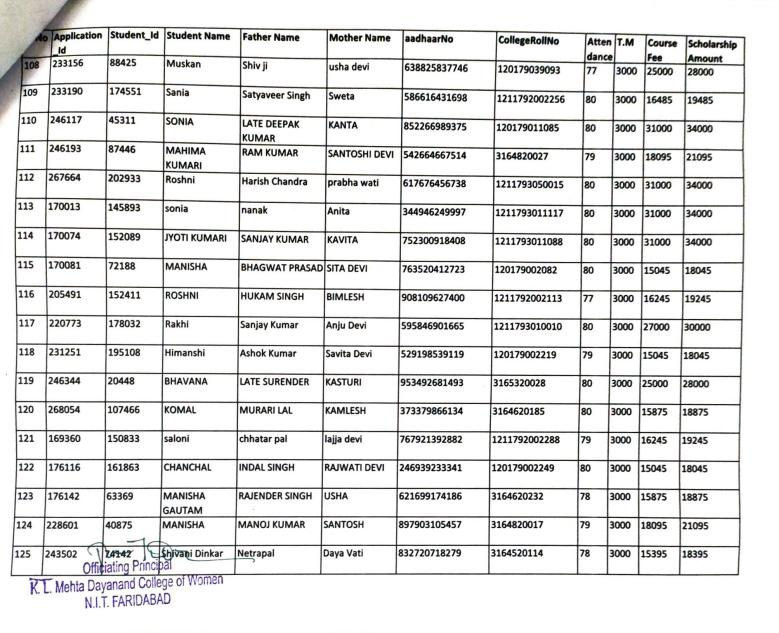 No Application_Id Student_Id Student Name Father Name Mother Name aadhaarNo CollegeRollNo Attendance T.M Course Fee Scholarship Amount
108 233156 88425 Muskan Shiv ji usha devi 638825837746 120179039093 77 3000 25000 28000
109 233190 174551 Sania Satyaveer Singh Sweta 586616431698 1211792002256 80 3000 16485 19485
110 246117 45311 SONIA LATE DEEPAK KUMAR KANTA 852266989375 120179011085 80 3000 31000 34000
111 246193 87446 MAHIMA KUMARI RAM KUMAR SANTOSHI DEVI 542664667514 3164820027 79 3000 18095 21095
112 267664 202933 Roshni Harish Chandra prabha wati 617676456738 1211793050015 80 3000 31000 34000
113 170013 145893 sonia nanak Anita 344946249997 1211793011117 80 3000 31000 34000
114 170074 152089 JYOTI KUMARI SANJAY KUMAR KAVITA 752300918408 1211793011088 80 3000 31000 34000
115 170081 72188 MANISHA BHAGWAT PRASAD SITA DEVI 763520412723 120179002082 80 3000 15045 18045
116 205491 152411 ROSHNI HUKAM SINGH BIMLESH 908109627400 1211792002113 77 3000 16245 19245
117 220773 178032 Rakhi Sanjay Kumar Anju Devi 595846901665 1211793010010 80 3000 27000 30000
118 231251 195108 Himanshi Ashok Kumar Savita Devi 529198539119 120179002219 79 3000 15045 18045
119 246344 20448 BHAVANA LATE SURENDER KASTURI 953492681493 3165320028 80 3000 25000 28000
120 268054 107466 KOMAL MURARI LAL KAMLESH 373379866134 3164620185 80 3000 15875 18875
121 169360 150833 saloni chhatar pal lajja devi 767921392882 1211792002288 79 3000 16245 19245
122 176116 161863 CHANCHAL INDAL SINGH RAJWATI DEVI 246939233341 120179002249 80 3000 15045 18045
123 176142 63369 MANISHA GAUTAM RAJENDER SINGH USHA 621699174186 3164620232 78 3000 15875 18875
124 228601 40875 MANISHA MANOJ KUMAR SANTOSH 897903105457 3164820017 79 3000 18095 21095
125 243502 74142 Shivani Dinkar Netrapal Daya Vati 832720718279 3164520114 78 3000 15395 18395
Officiating Principal
K.L. Mehta Dayanand College of Women
N.I.T. FARIDABAD